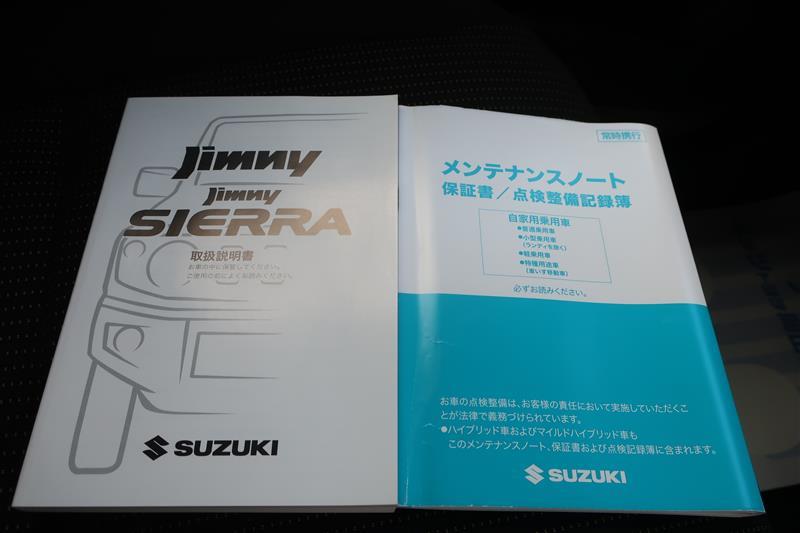 Jimny
Jimny
SIERRA
取扱説明書
お車の中に保管してください。
ご使用の前によくお読みください。
SUZUKI
常時携行
メンテナンスノート
保証書／点検整備記録簿
自家用乗用車
●普通乗用車
●小型乗用車
(ランディを除く)
●軽乗用車
●特種用途車
(車いす移動車)
必ずお読みください。
お車の点検整備は、お客様の責任において実施していただくこ
とが法律で義務づけられています。
●ハイブリッド車およびマイルドハイブリッド車も
このメンテナンスノート、保証書および点検記録簿に含まれます。
SUZUKI